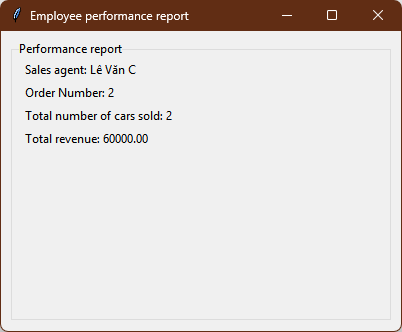 Employee performance report
Performance report
Sales agent: Lê Văn C
Order Number: 2
Total number of cars sold: 2
Total revenue: 60000.00